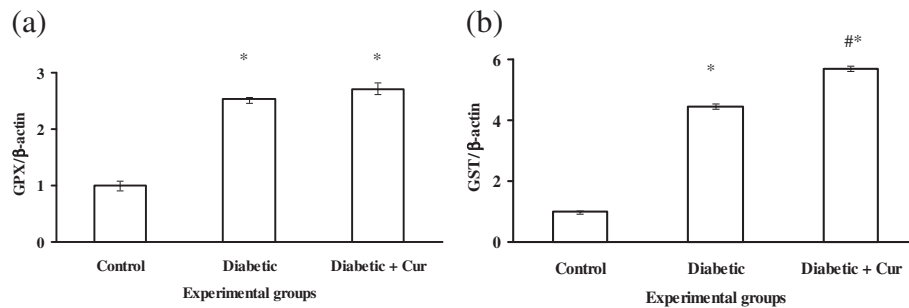 (a)
GPX/β-actin
3
2
1
0
*
*
Control
Diabetic
Diabetic + Cur
Experimental groups
(b)
GST/β-actin
6
4
2
0
*
#*
Control
Diabetic
Diabetic + Cur
Experimental groups